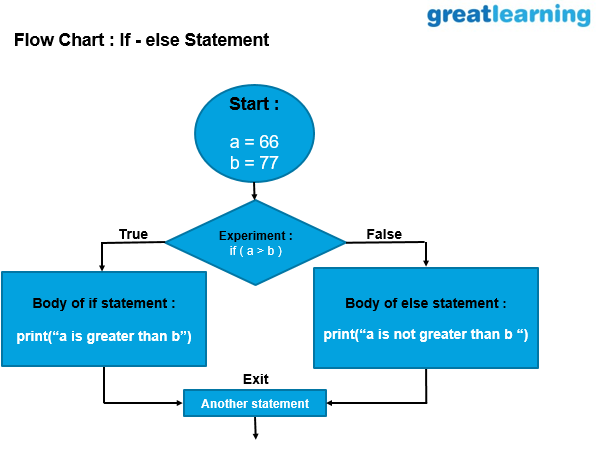 greatlearning
Flow Chart : If - else Statement
Start :
a = 66
b = 77
True
Experiment :
if ( a > b )
False
Body of if statement :
print(“a is greater than b”)
Body of else statement :
print(“a is not greater than b “)
Exit
Another statement